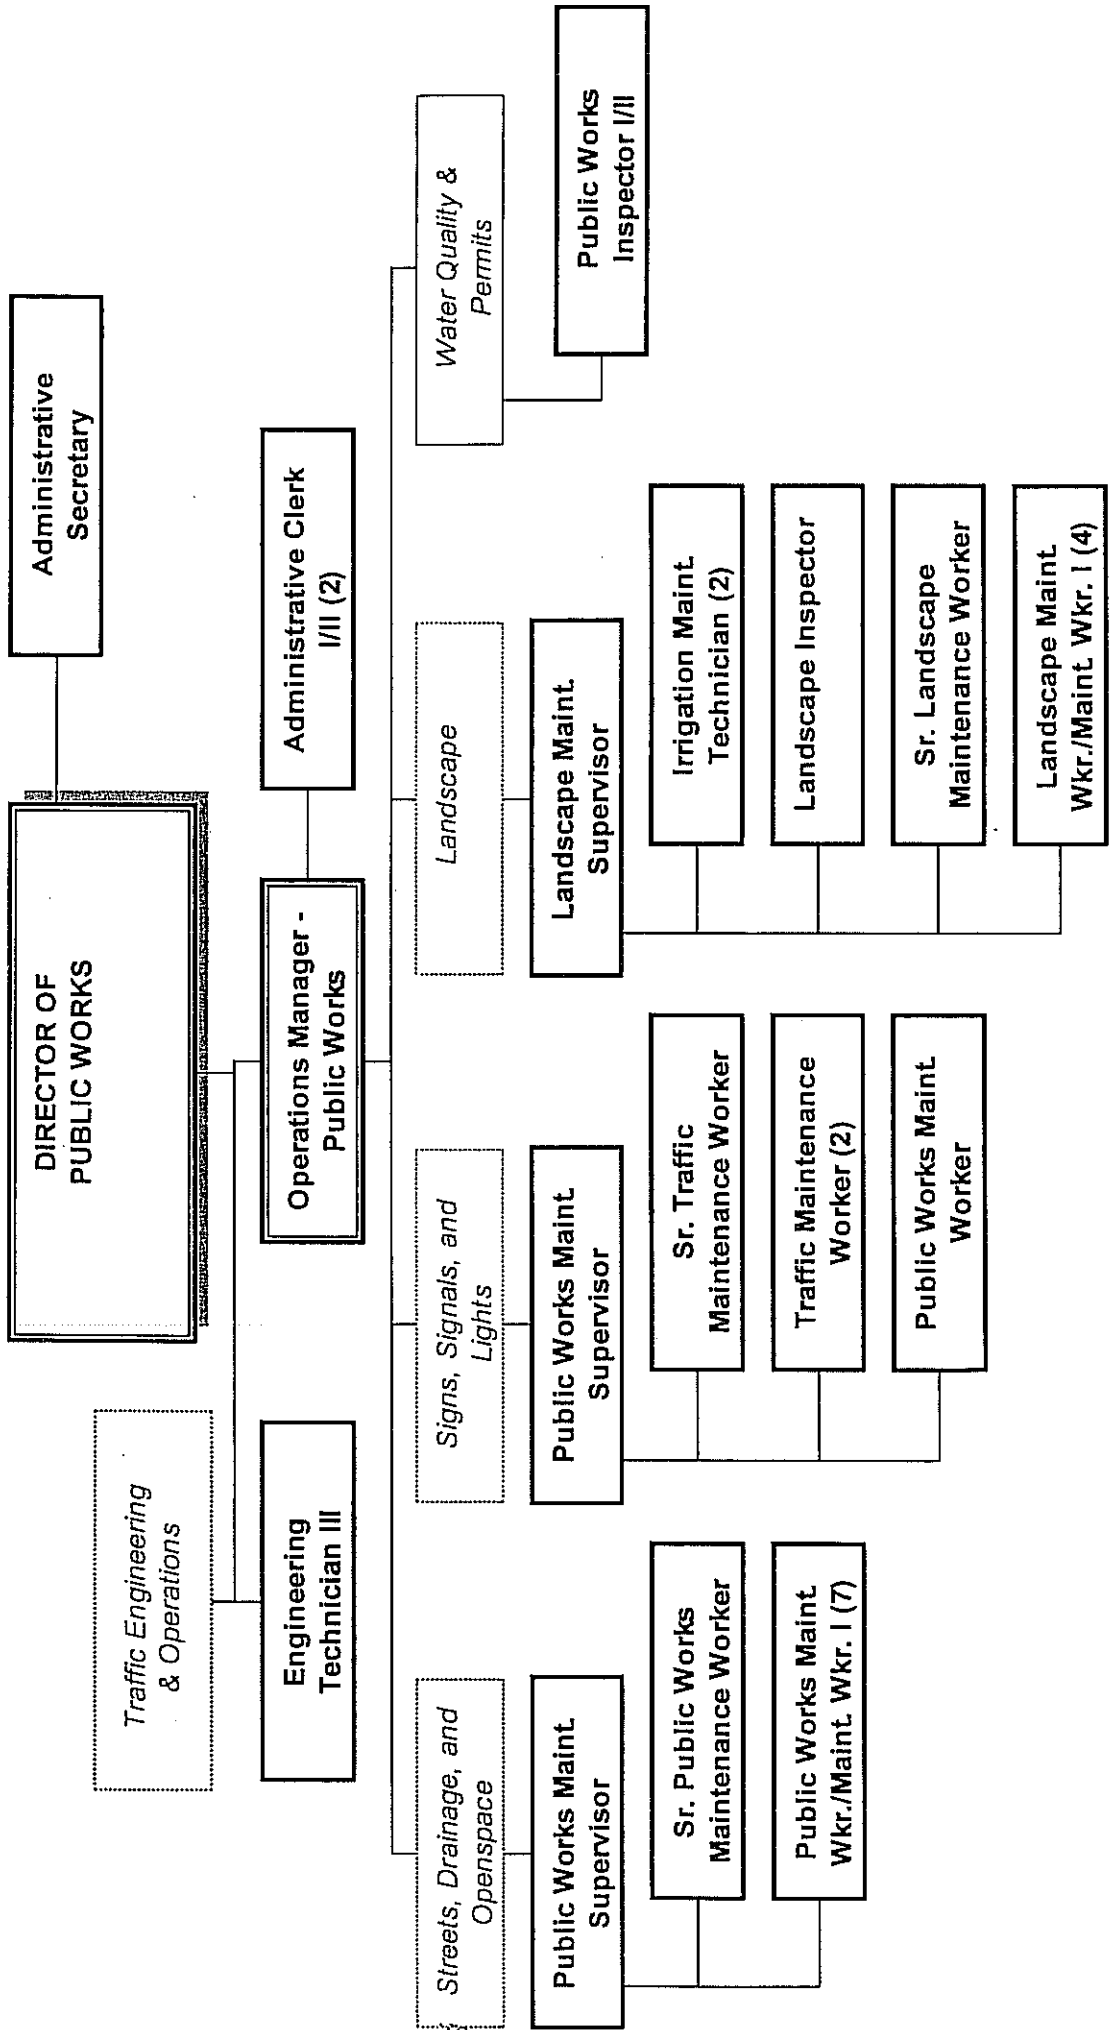 Administrative
Secretary
DIRECTOR OF
PUBLIC WORKS
Traffic Engineering
& Operations
Engineering
Technician III
Operations Manager -
Public Works
Administrative Clerk
I/II (2)
Streets, Drainage, and
Openspace
Public Works Maint.
Supervisor
Sr. Public Works
Maintenance Worker
Public Works Maint.
Wkr./Maint. Wkr. I (7)
Signs, Signals, and
Lights
Public Works Maint.
Supervisor
Sr. Traffic
Maintenance Worker
Traffic Maintenance
Worker (2)
Public Works Maint.
Worker
Landscape
Landscape Maint.
Supervisor
Irrigation Maint.
Technician (2)
Landscape Inspector
Sr. Landscape
Maintenance Worker
Landscape Maint.
Wkr./Maint. Wkr. I (4)
Water Quality &
Permits
Public Works
Inspector I/II